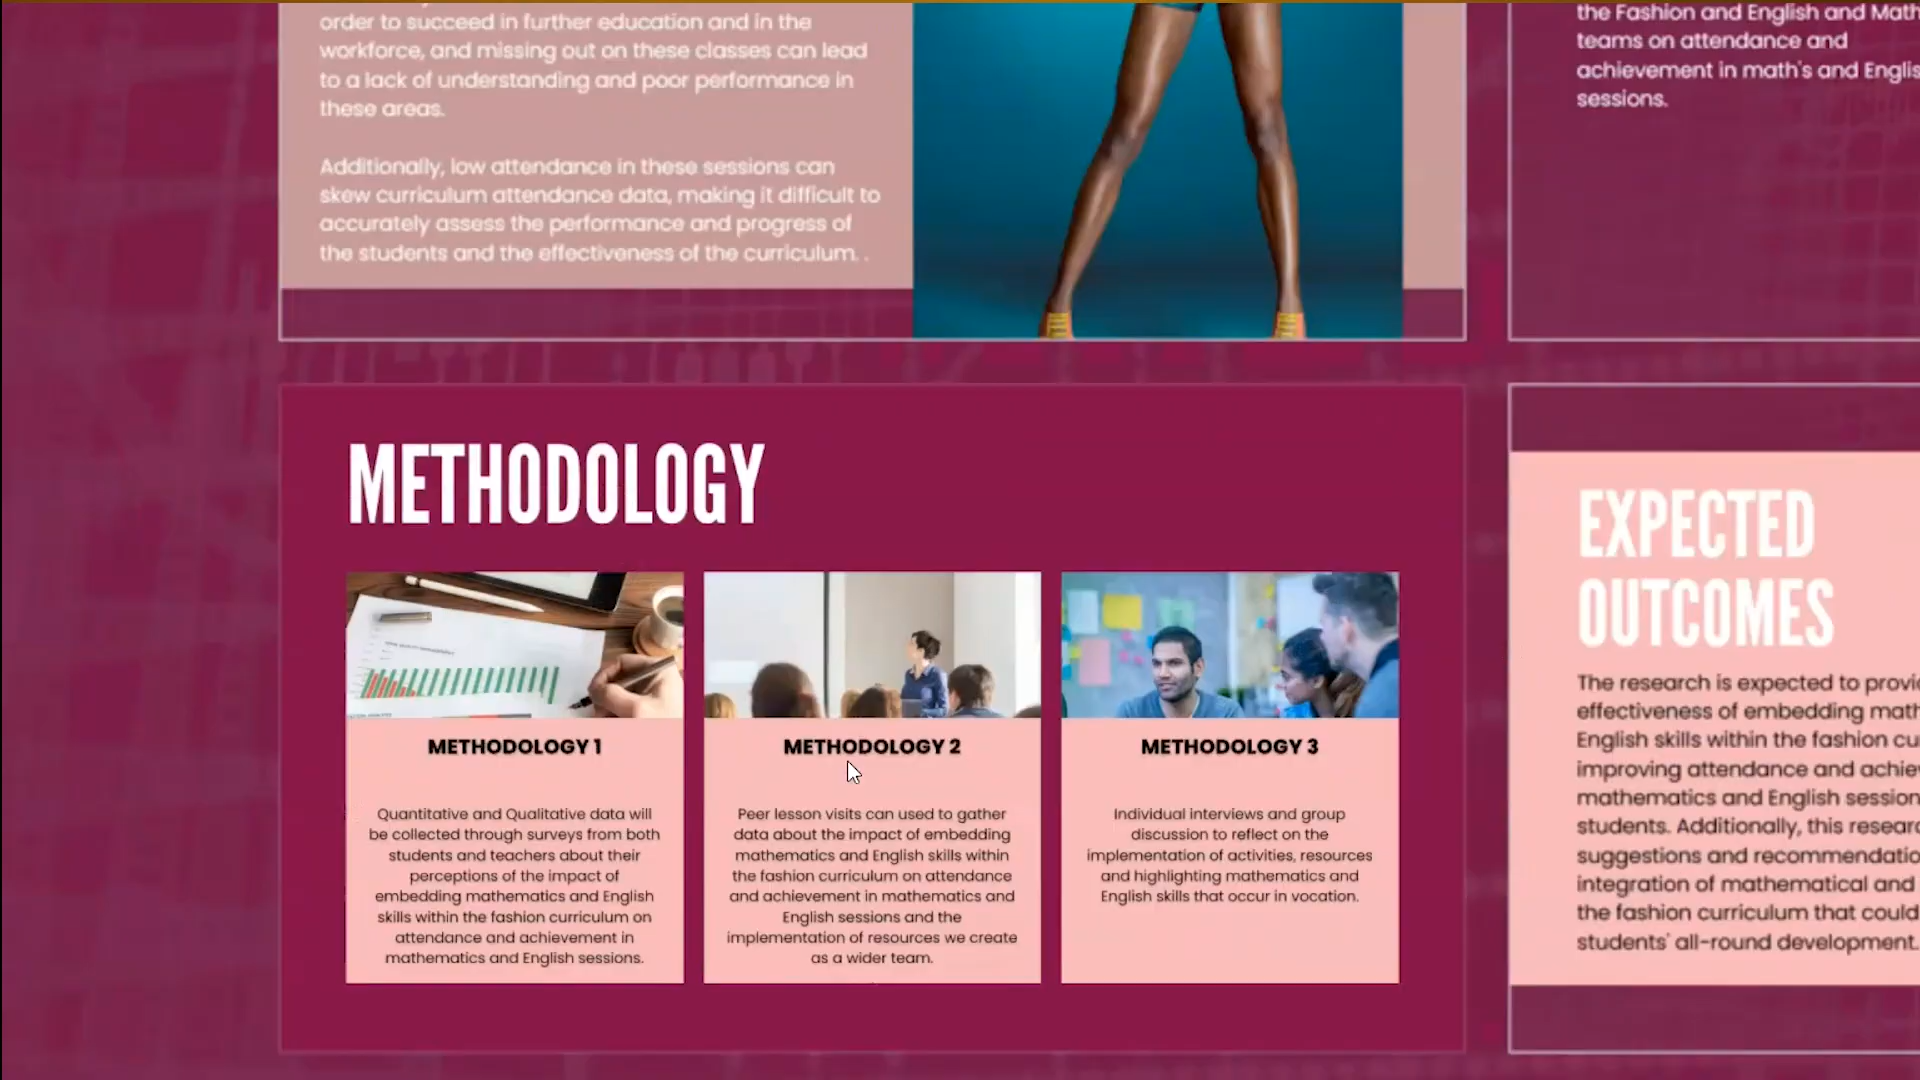 order to succeed in further education and in the
workforce, and missing out on these classes can lead
to a lack of understanding and poor performance in
these areas.
Additionally, low attendance in these sessions can
skew curriculum attendance data, making it difficult to
accurately assess the performance and progress of
the students and the effectiveness of the curriculum. .
the Fashion and English and Math
teams on attendance and
achievement in math's and Englis
sessions.
METHODOLOGY
METHODOLOGY 1
Quantitative and Qualitative data will
be collected through surveys from both
students and teachers about their
perceptions of the impact of
embedding mathematics and English
skills within the fashion curriculum on
attendance and achievement in
mathematics and English sessions.
METHODOLOGY 2
Peer lesson visits can used to gather
data about the impact of embedding
mathematics and English skills within
the fashion curriculum on attendance
and achievement in mathematics and
English sessions and the
implementation of resources we create
as a wider team.
METHODOLOGY 3
Individual interviews and group
discussion to reflect on the
implementation of activities, resources
and highlighting mathematics and
English skills that occur in vocation.
EXPECTED
OUTCOMES
The research is expected to provi
effectiveness of embedding math
English skills within the fashion cu
improving attendance and achie
mathematics and English session
students. Additionally, this resear
suggestions and recommendatio
integration of mathematical and
the fashion curriculum that could
students' all-round development.